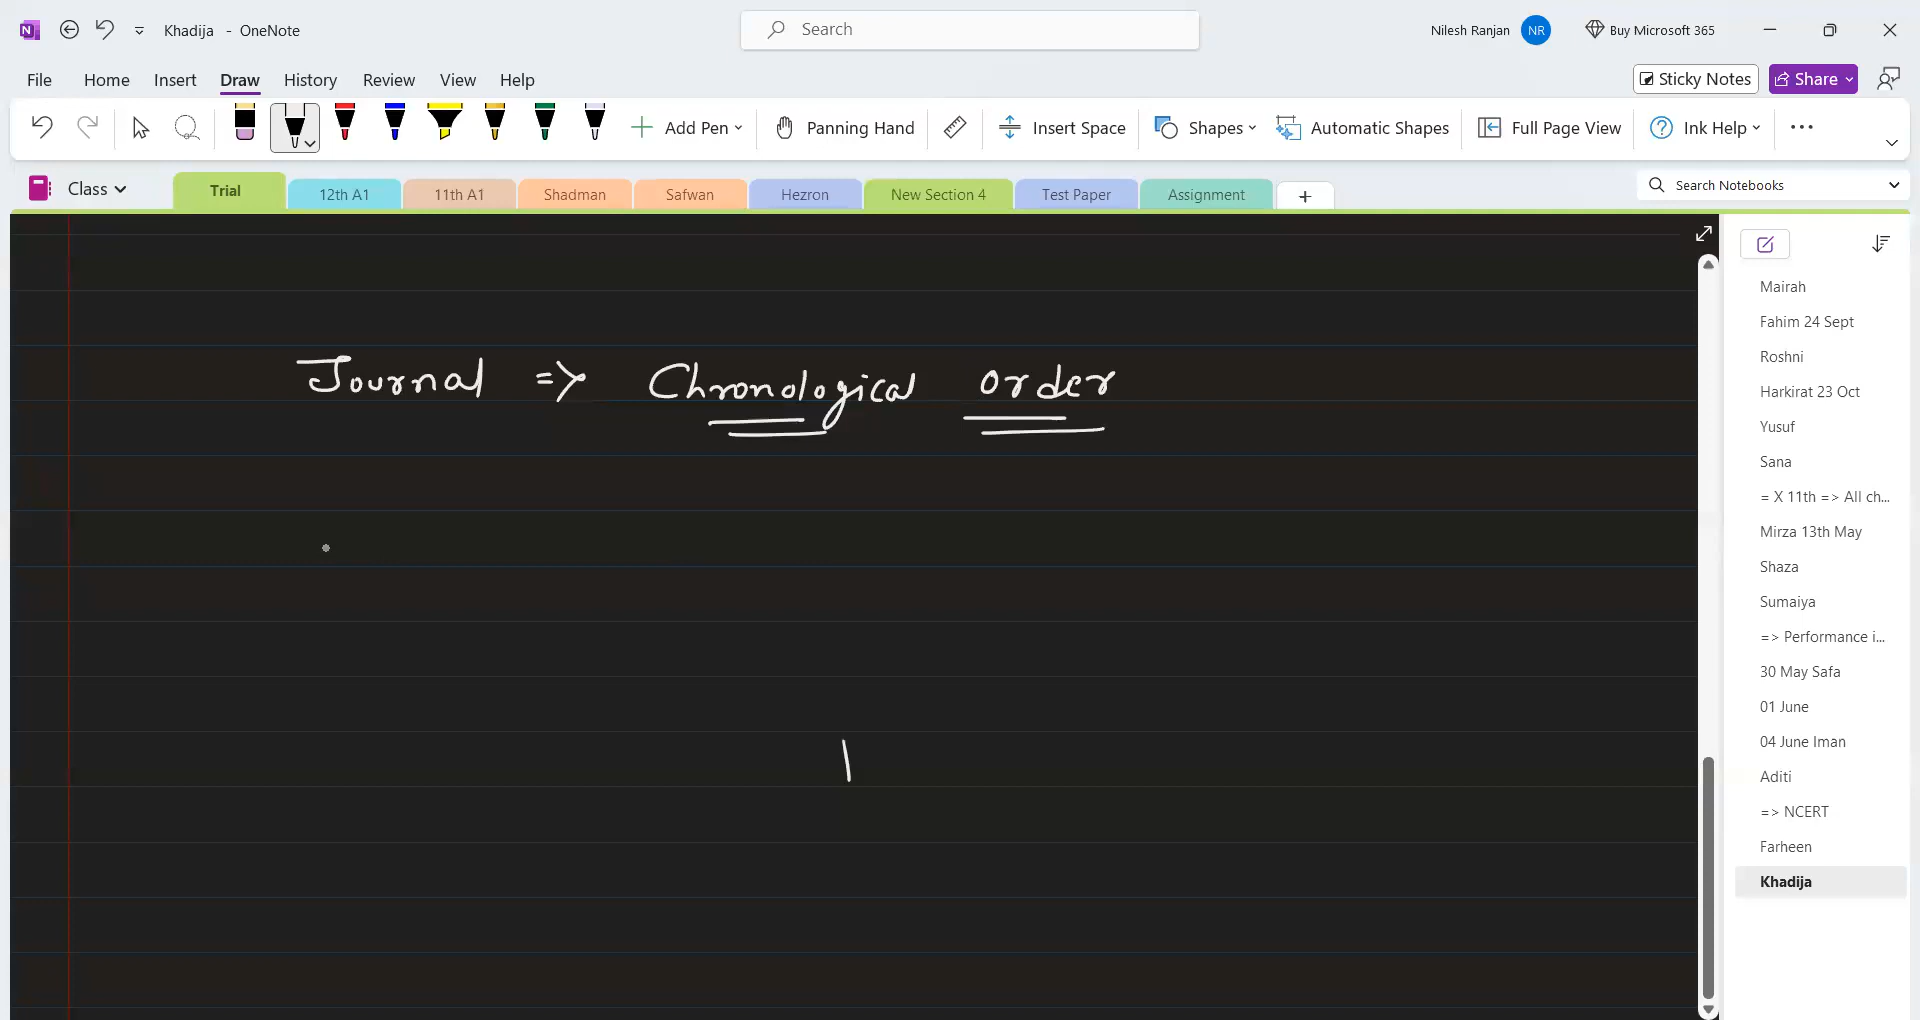 Khadija - OneNote
Search
Nilesh Ranjan NR Buy Microsoft 365
File Home Insert Draw History Review View Help
Sticky Notes Share
Add Pen Panning Hand Insert Space Shapes Automatic Shapes Full Page View Ink Help
Class Trial 12th A1 11th A1 Shadman Safwan Hezron New Section 4 Test Paper Assignment +
Search Notebooks
Journal => Chronological order
Mairah
Fahim 24 Sept
Roshni
Harkirat 23 Oct
Yusuf
Sana
= X 11th => All ch...
Mirza 13th May
Shaza
Sumaiya
=> Performance i...
30 May Safa
01 June
04 June Iman
Aditi
=> NCERT
Farheen
Khadija